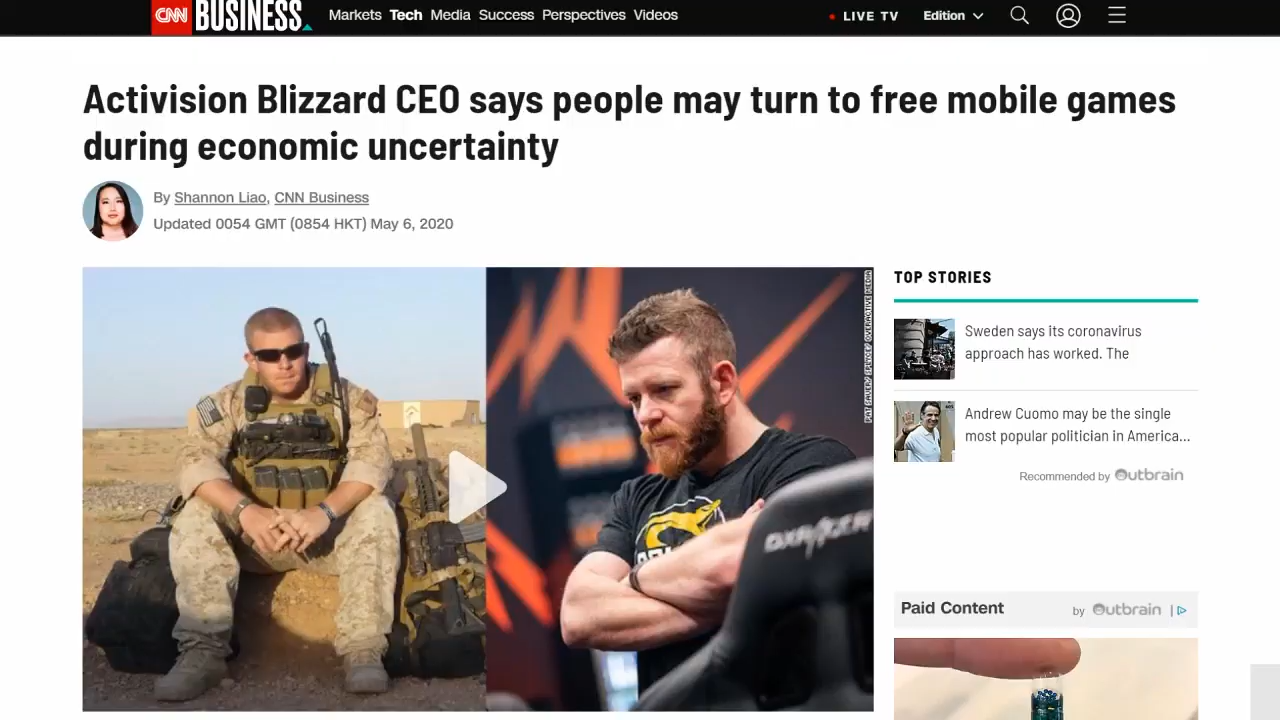 CNN BUSINESS Markets Tech Media Success Perspectives Videos LIVE TV Edition
Activision Blizzard CEO says people may turn to free mobile games
during economic uncertainty
By Shannon Liao, CNN Business
Updated 0054 GMT (0854 HKT) May 6, 2020
TOP STORIES
Sweden says its coronavirus
approach has worked. The
Andrew Cuomo may be the single
most popular politician in America...
Recommended by Outbrain
Paid Content by Outbrain
DXRACER